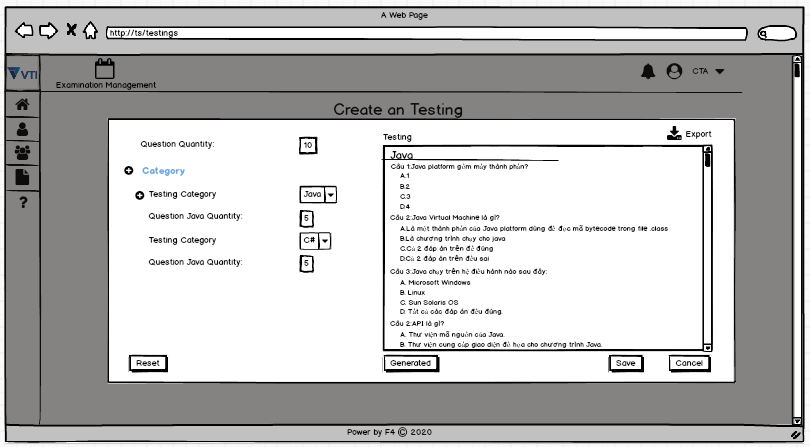 A Web Page
http://ts/testings
VTI
Examination Management
CTA
Create an Testing
Question Quantity: 10
Category
Testing Category Java
Question Java Quantity: 5
Testing Category C#
Question Java Quantity: 5
Reset
Testing
Export
Java
Câu 1:Java platform gồm mấy thành phần?
A.1
B.2
C.3
D.4
Câu 2:Java Virtual Machine là gì?
A.Là một thành phần của Java platform dùng để đọc mã bytecode trong file .class
B.Là chương trình chạy cho java
C.Cả 2 đáp án trên đề đúng
D.Cả 2 đáp án trên đều sai
Câu 3:Java chạy trên hệ điều hành nào sau đây:
A. Microsoft Windows
B. Linux
C. Sun Solaris OS
D. Tất cả các đáp án đều đúng.
Câu 2:API là gì?
A. Thư viện mã nguồn của Java.
B. Thư viện cung cấp giao diện đồ họa cho chương trình Java.
Generated
Save
Cancel
Power by F4 © 2020